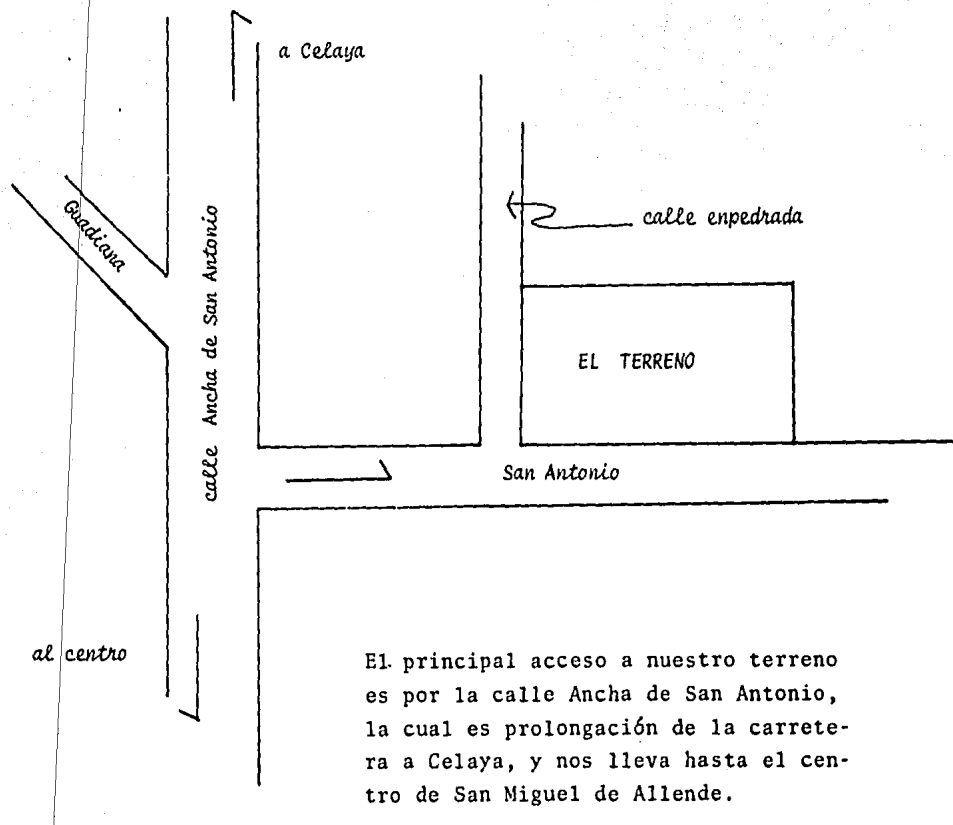 a Celaya
Guadiana
calle Ancha de San Antonio
calle enpedrada
EL TERRENO
San Antonio
al centro
El principal acceso a nuestro terreno
es por la calle Ancha de San Antonio,
la cual es prolongación de la carrete-
ra a Celaya, y nos lleva hasta el cen-
tro de San Miguel de Allende.